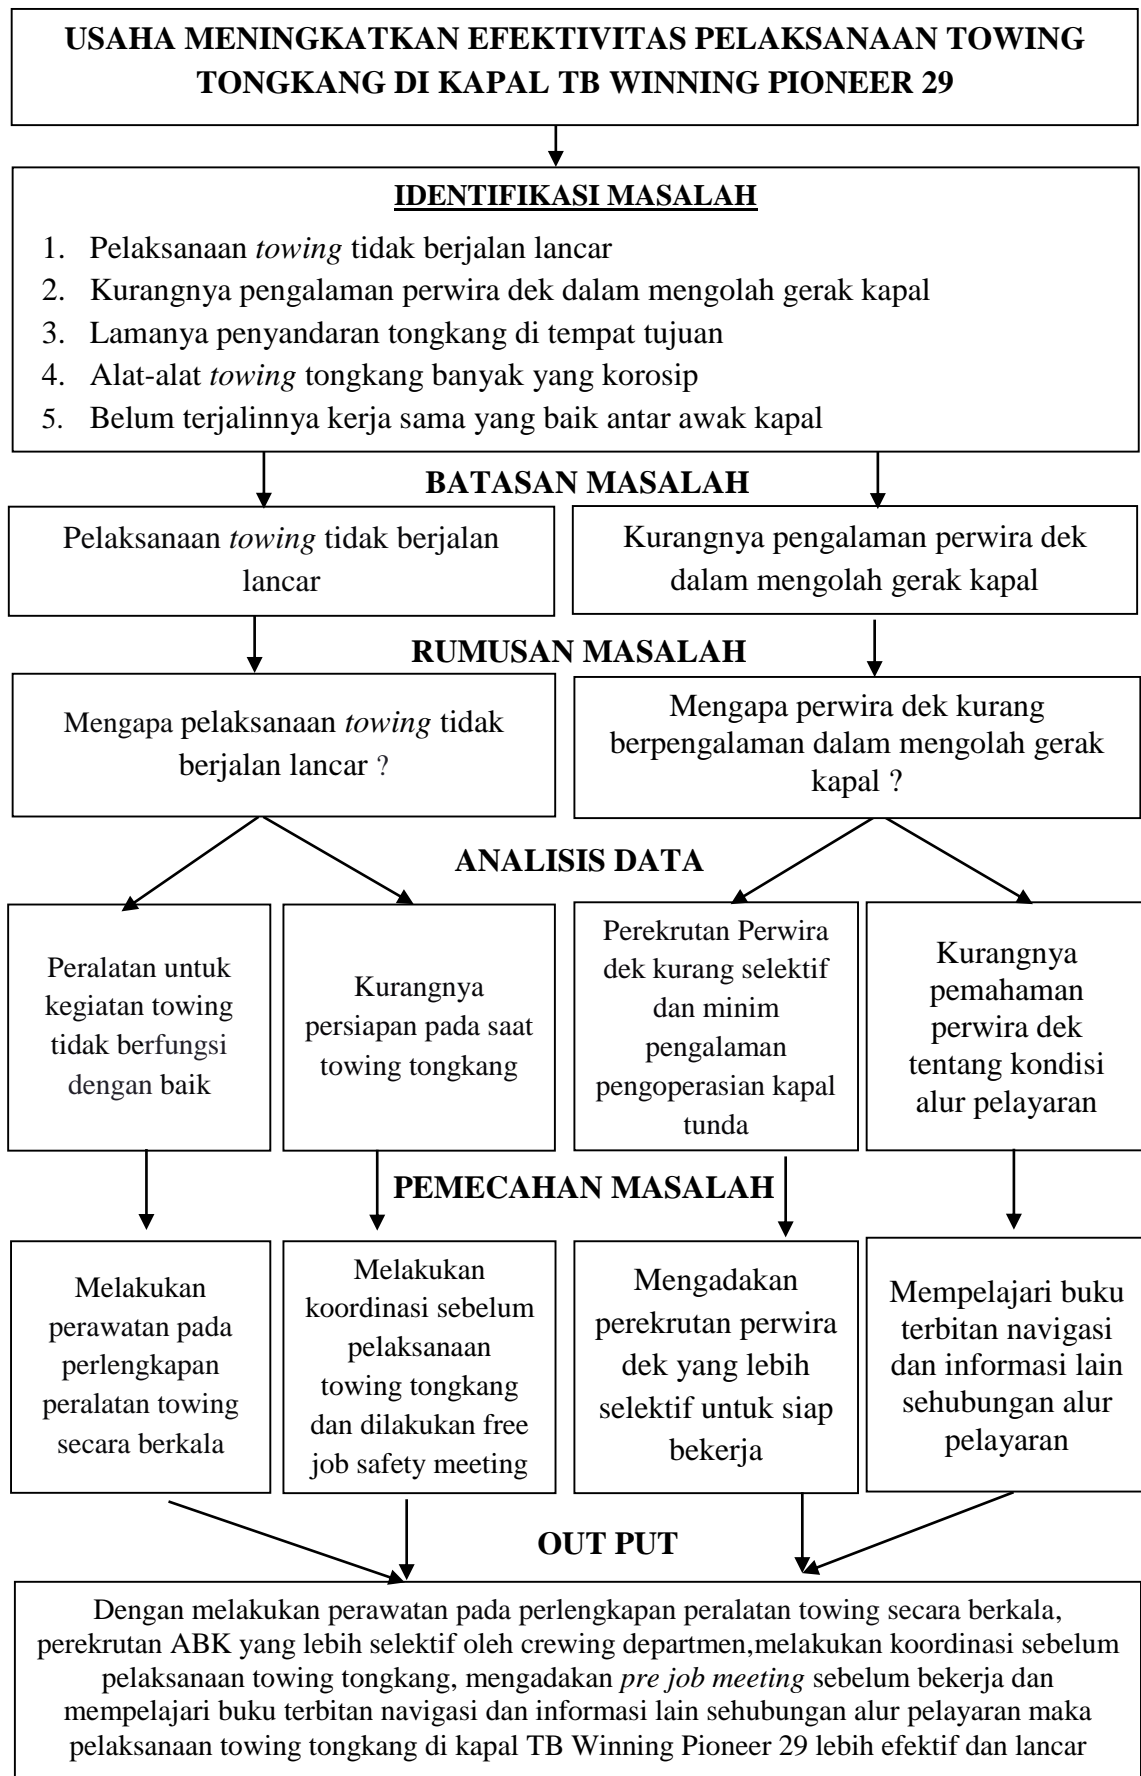 USAHA MENINGKATKAN EFEKTIVITAS PELAKSANAAN TOWING
TONGKANG DI KAPAL TB WINNING PIONEER 29
IDENTIFIKASI MASALAH
1. Pelaksanaan towing tidak berjalan lancar
2. Kurangnya pengalaman perwira dek dalam mengolah gerak kapal
3. Lamanya penyandaran tongkang di tempat tujuan
4. Alat-alat towing tongkang banyak yang korosip
5. Belum terjalinnya kerja sama yang baik antar awak kapal
BATASAN MASALAH
Pelaksanaan towing tidak berjalan
lancar
Kurangnya pengalaman perwira dek
dalam mengolah gerak kapal
RUMUSAN MASALAH
Mengapa pelaksanaan towing tidak
berjalan lancar ?
Mengapa perwira dek kurang
berpengalaman dalam mengolah gerak
kapal ?
ANALISIS DATA
Peralatan untuk
kegiatan towing
tidak berfungsi
dengan baik
Kurangnya
persiapan pada saat
towing tongkang
Perekrutan Perwira
dek kurang selektif
dan minim
pengalaman
pengoperasian kapal
tunda
Kurangnya
pemahaman
perwira dek
tentang kondisi
alur pelayaran
PEMECAHAN MASALAH
Melakukan
perawatan pada
perlengkapan
peralatan towing
secara berkala
Melakukan
koordinasi sebelum
pelaksanaan
towing tongkang
dan dilakukan free
job safety meeting
Mengadakan
perekrutan perwira
dek yang lebih
selektif untuk siap
bekerja
Mempelajari buku
terbitan navigasi
dan informasi lain
sehubungan alur
pelayaran
OUT PUT
Dengan melakukan perawatan pada perlengkapan peralatan towing secara berkala,
perekrutan ABK yang lebih selektif oleh crewing departmen,melakukan koordinasi sebelum
pelaksanaan towing tongkang, mengadakan pre job meeting sebelum bekerja dan
mempelajari buku terbitan navigasi dan informasi lain sehubungan alur pelayaran maka
pelaksanaan towing tongkang di kapal TB Winning Pioneer 29 lebih efektif dan lancar